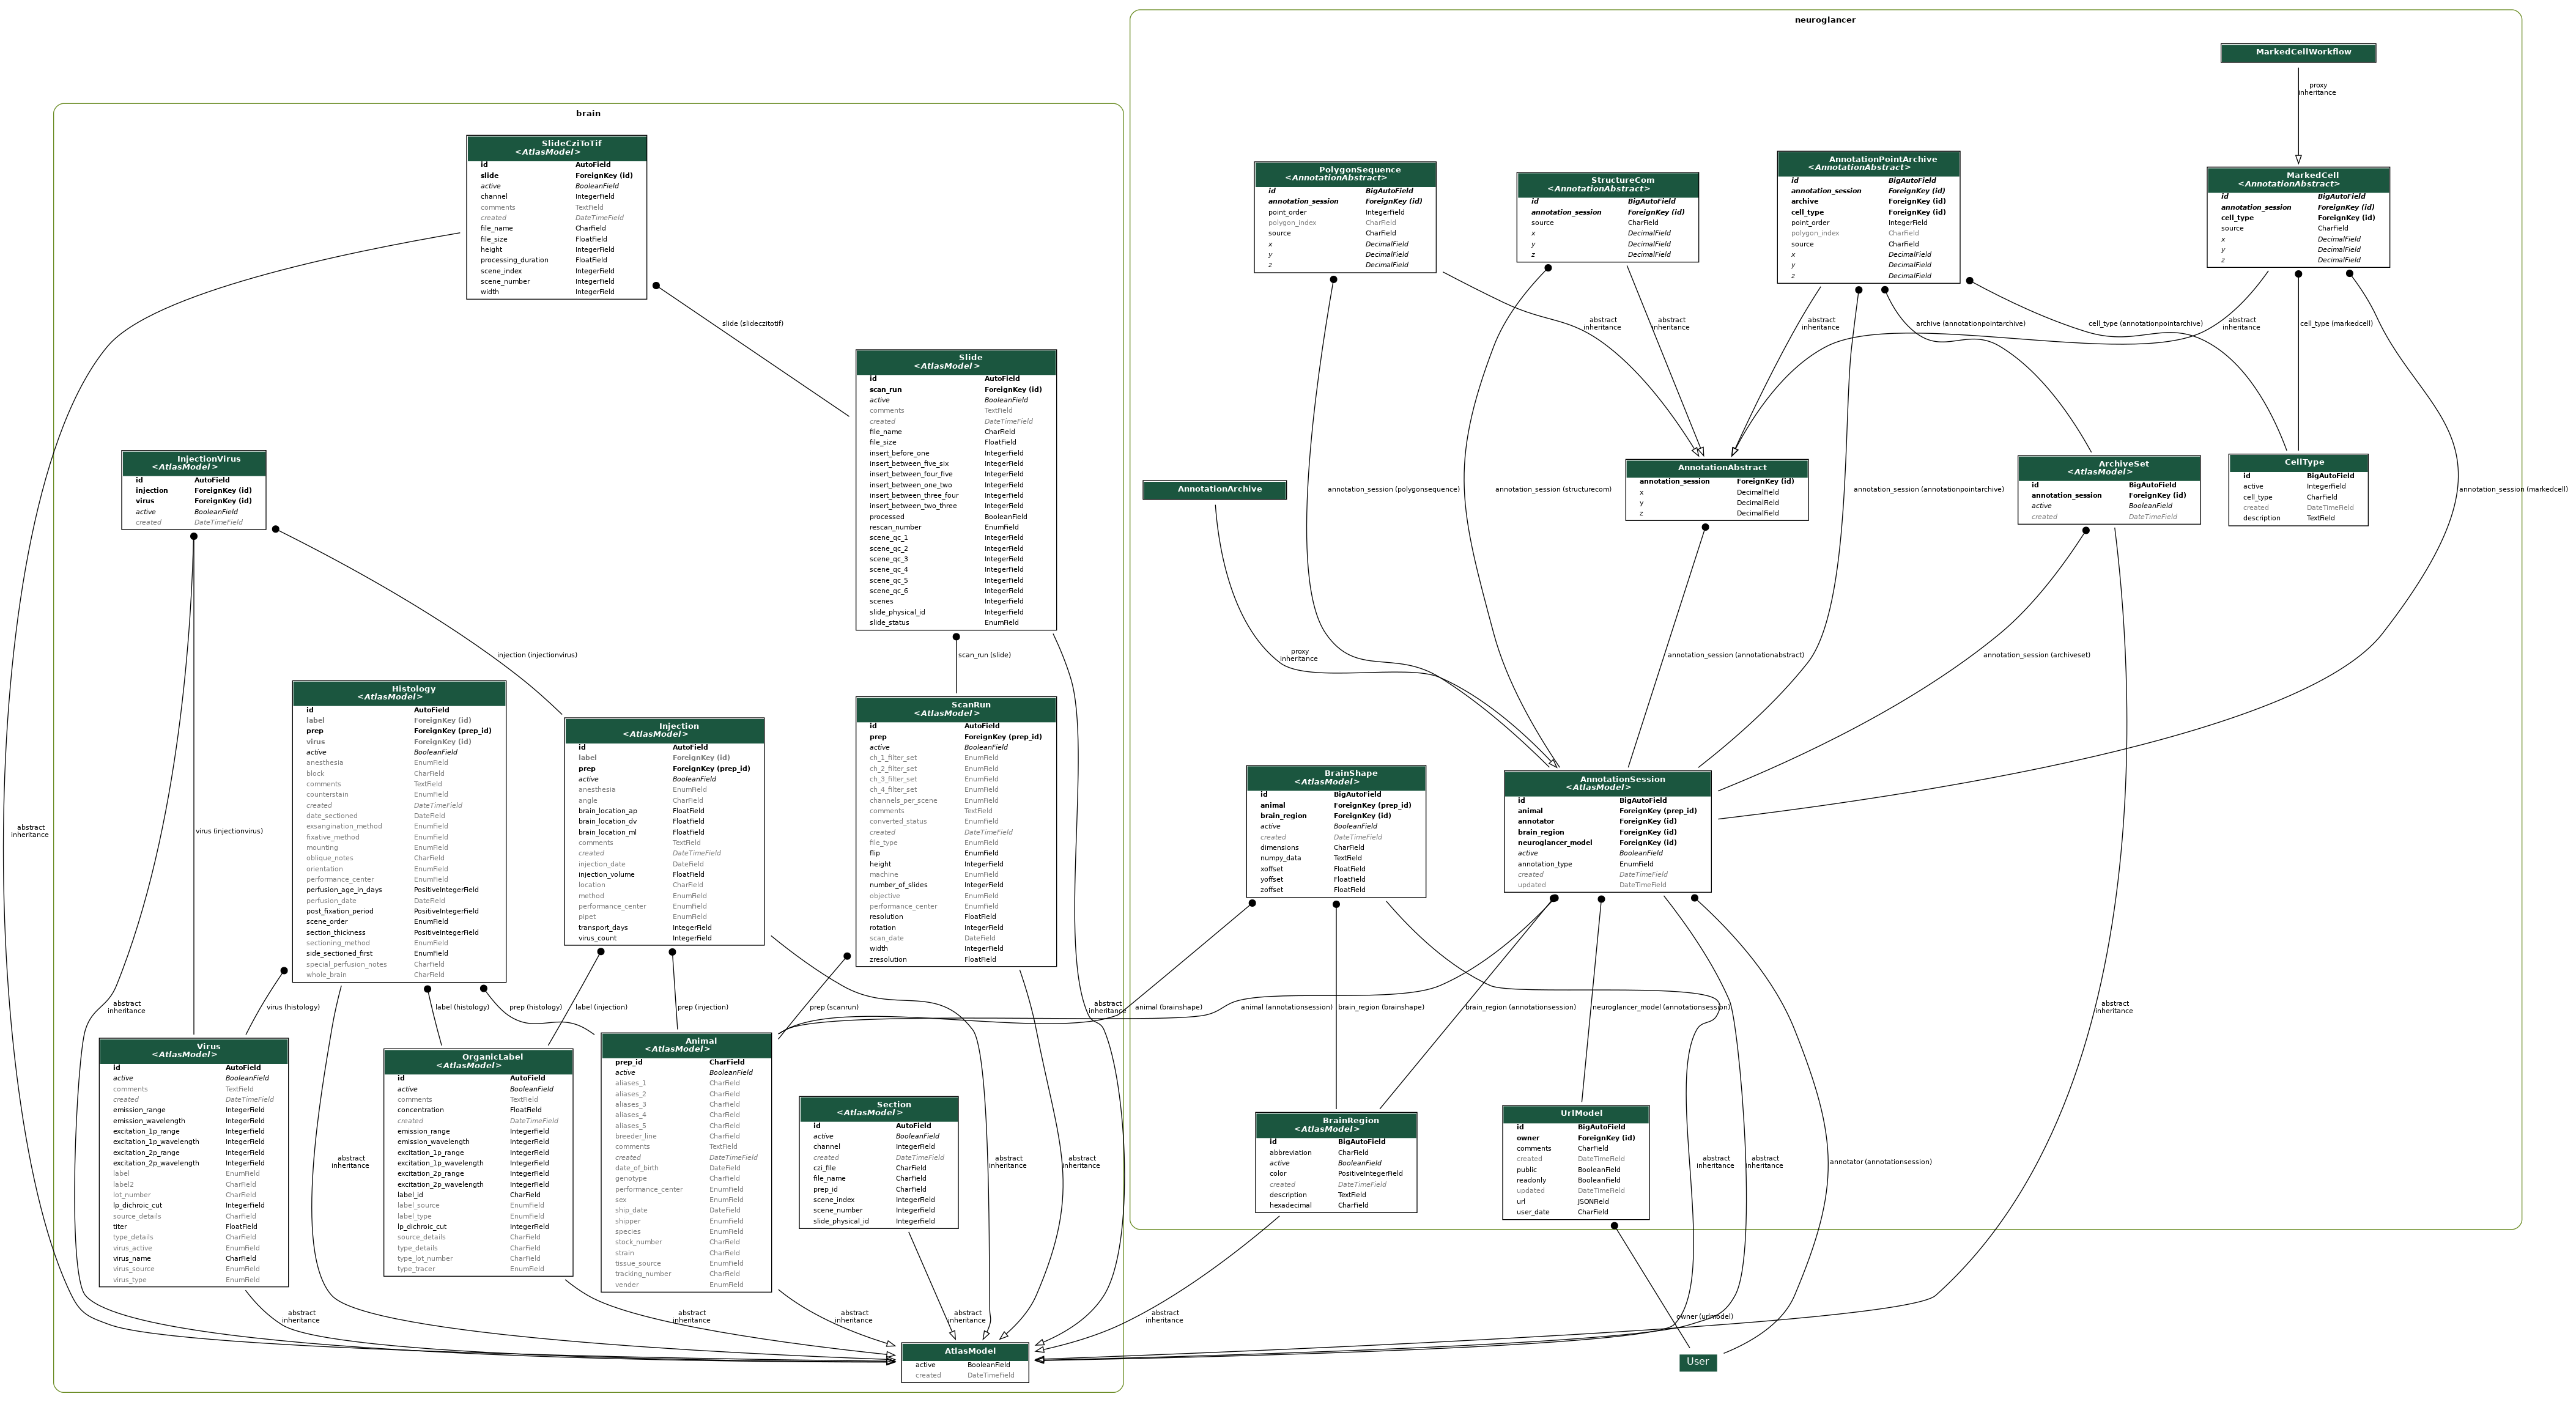 neuroglancer
MarkedCellWorkflow
proxy
inheritance
brain
SlideCziToTif
<AtlasModel>
id AutoField
slide ForeignKey (id)
active BooleanField
channel IntegerField
comments TextField
created DateTimeField
file_name CharField
file_size FloatField
height IntegerField
processing_duration FloatField
scene_index IntegerField
scene_number IntegerField
width IntegerField
PolygonSequence
<AnnotationAbstract>
id BigAutoField
annotation_session ForeignKey (id)
point_order IntegerField
polygon_index CharField
source CharField
x DecimalField
y DecimalField
z DecimalField
StructureCom
<AnnotationAbstract>
id BigAutoField
annotation_session ForeignKey (id)
source CharField
x DecimalField
y DecimalField
z DecimalField
AnnotationPointArchive
<AnnotationAbstract>
id BigAutoField
annotation_session ForeignKey (id)
archive ForeignKey (id)
cell_type ForeignKey (id)
point_order IntegerField
polygon_index CharField
source CharField
x DecimalField
y DecimalField
z DecimalField
MarkedCell
<AnnotationAbstract>
id BigAutoField
annotation_session ForeignKey (id)
cell_type ForeignKey (id)
source CharField
x DecimalField
y DecimalField
z DecimalField
slide (slideczitotif)
abstract
inheritance
abstract
inheritance
abstract
inheritance
archive (annotationpointarchive)
cell_type (annotationpointarchive)
abstract
inheritance
cell_type (markedcell)
Slide
<AtlasModel>
id AutoField
scan_run ForeignKey (id)
active BooleanField
comments TextField
created DateTimeField
file_name CharField
file_size FloatField
insert_before_one IntegerField
insert_between_five_six IntegerField
insert_between_four_five IntegerField
insert_between_one_two IntegerField
insert_between_three_four IntegerField
insert_between_two_three IntegerField
processed BooleanField
rescan_number EnumField
scene_qc_1 IntegerField
scene_qc_2 IntegerField
scene_qc_3 IntegerField
scene_qc_4 IntegerField
scene_qc_5 IntegerField
scene_qc_6 IntegerField
scenes IntegerField
slide_physical_id IntegerField
slide_status EnumField
InjectionVirus
<AtlasModel>
id AutoField
injection ForeignKey (id)
virus ForeignKey (id)
active BooleanField
created DateTimeField
AnnotationArchive
annotation_session (polygonsequence)
annotation_session (structurecom)
AnnotationAbstract
annotation_session ForeignKey (id)
x DecimalField
y DecimalField
z DecimalField
annotation_session (annotationpointarchive)
ArchiveSet
<AtlasModel>
id BigAutoField
annotation_session ForeignKey (id)
active BooleanField
created DateTimeField
CellType
id BigAutoField
active IntegerField
cell_type CharField
created DateTimeField
description TextField
annotation_session (markedcell)
injection (injectionvirus)
scan_run (slide)
proxy
inheritance
annotation_session (annotationabstract)
annotation_session (archiveset)
Histology
<AtlasModel>
id AutoField
label ForeignKey (id)
prep ForeignKey (prep_id)
virus ForeignKey (id)
active BooleanField
anesthesia EnumField
block CharField
comments TextField
counterstain EnumField
created DateTimeField
date_sectioned DateField
exsangination_method EnumField
fixative_method EnumField
mounting EnumField
oblique_notes CharField
orientation EnumField
performance_center EnumField
perfusion_age_in_days PositiveIntegerField
perfusion_date DateField
post_fixation_period PositiveIntegerField
scene_order EnumField
section_thickness PositiveIntegerField
sectioning_method EnumField
side_sectioned_first EnumField
special_perfusion_notes CharField
whole_brain CharField
Injection
<AtlasModel>
id AutoField
label ForeignKey (id)
prep ForeignKey (prep_id)
active BooleanField
anesthesia EnumField
angle CharField
brain_location_ap FloatField
brain_location_dv FloatField
brain_location_ml FloatField
comments TextField
created DateTimeField
injection_date DateField
injection_volume FloatField
location CharField
method EnumField
performance_center EnumField
pipet EnumField
transport_days IntegerField
virus_count IntegerField
ScanRun
<AtlasModel>
id AutoField
prep ForeignKey (prep_id)
active BooleanField
ch_1_filter_set EnumField
ch_2_filter_set EnumField
ch_3_filter_set EnumField
ch_4_filter_set EnumField
channels_per_scene EnumField
comments TextField
converted_status EnumField
created DateTimeField
file_type EnumField
flip EnumField
height IntegerField
machine EnumField
number_of_slides IntegerField
objective EnumField
performance_center EnumField
resolution FloatField
rotation IntegerField
scan_date DateField
width IntegerField
zresolution FloatField
BrainShape
<AtlasModel>
id BigAutoField
animal ForeignKey (prep_id)
brain_region ForeignKey (id)
active BooleanField
created DateTimeField
dimensions CharField
numpy_data TextField
xoffset FloatField
yoffset FloatField
zoffset FloatField
AnnotationSession
<AtlasModel>
id BigAutoField
animal ForeignKey (prep_id)
annotator ForeignKey (id)
brain_region ForeignKey (id)
neuroglancer_model ForeignKey (id)
active BooleanField
annotation_type EnumField
created DateTimeField
updated DateTimeField
abstract
inheritance
virus (injectionvirus)
abstract
inheritance
virus (histology)
label (histology)
prep (histology)
label (injection)
prep (injection)
prep (scanrun)
abstract
inheritance
animal (brainshape)
animal (annotationsession)
brain_region (brainshape)
brain_region (annotationsession)
neuroglancer_model (annotationsession)
abstract
inheritance
Virus
<AtlasModel>
id AutoField
active BooleanField
comments TextField
created DateTimeField
emission_range IntegerField
emission_wavelength IntegerField
excitation_1p_range IntegerField
excitation_1p_wavelength IntegerField
excitation_2p_range IntegerField
excitation_2p_wavelength IntegerField
label EnumField
label2 CharField
lot_number CharField
lp_dichroic_cut IntegerField
source_details CharField
titer FloatField
type_details CharField
virus_active EnumField
virus_name CharField
virus_source EnumField
virus_type EnumField
abstract
inheritance
OrganicLabel
<AtlasModel>
id AutoField
active BooleanField
comments TextField
concentration FloatField
created DateTimeField
emission_range IntegerField
emission_wavelength IntegerField
excitation_1p_range IntegerField
excitation_1p_wavelength IntegerField
excitation_2p_range IntegerField
excitation_2p_wavelength IntegerField
label_id CharField
label_source EnumField
label_type EnumField
lp_dichroic_cut IntegerField
source_details CharField
type_details CharField
type_lot_number CharField
type_tracer EnumField
Animal
<AtlasModel>
prep_id CharField
active BooleanField
aliases_1 CharField
aliases_2 CharField
aliases_3 CharField
aliases_4 CharField
aliases_5 CharField
breeder_line CharField
comments TextField
created DateTimeField
date_of_birth DateField
genotype CharField
performance_center EnumField
sex EnumField
ship_date DateField
shipper EnumField
species EnumField
stock_number CharField
strain CharField
tissue_source EnumField
tracking_number CharField
vender EnumField
Section
<AtlasModel>
id AutoField
active BooleanField
channel IntegerField
created DateTimeField
czi_file CharField
file_name CharField
prep_id CharField
scene_index IntegerField
scene_number IntegerField
slide_physical_id IntegerField
abstract
inheritance
abstract
inheritance
BrainRegion
<AtlasModel>
id BigAutoField
abbreviation CharField
active BooleanField
color PositiveIntegerField
created DateTimeField
description TextField
hexadecimal CharField
UrlModel
id BigAutoField
owner ForeignKey (id)
comments CharField
created DateTimeField
public BooleanField
readonly BooleanField
updated DateTimeField
url JSONField
user_date CharField
abstract
inheritance
abstract
inheritance
annotator (annotationsession)
abstract
inheritance
abstract
inheritance
abstract
inheritance
abstract
inheritance
abstract
inheritance
owner (urlmodel)
AtlasModel
active BooleanField
created DateTimeField
User